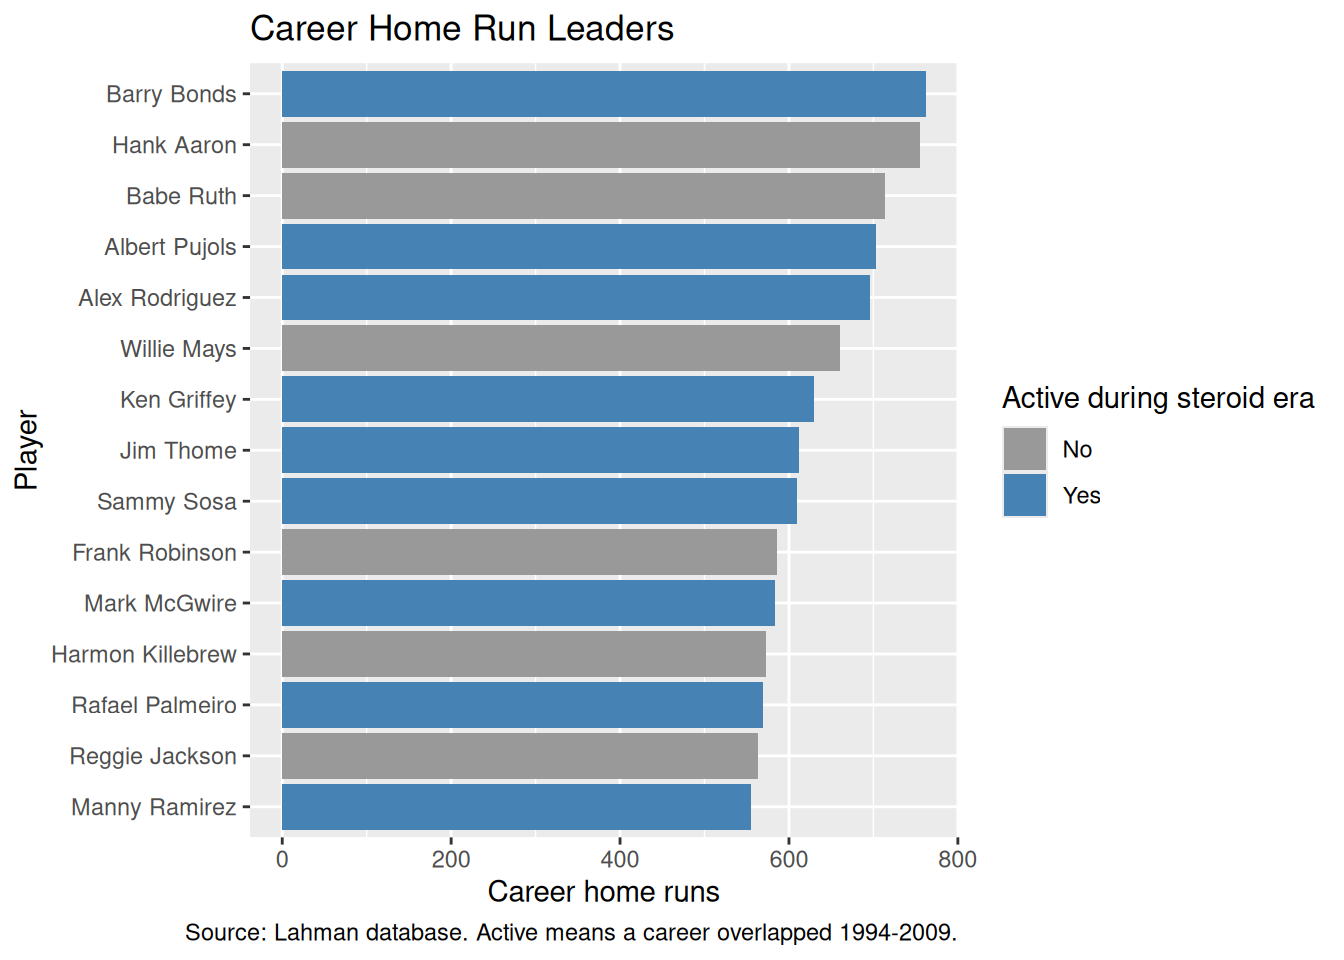 Career Home Run Leaders
Player
Barry Bonds
Hank Aaron
Babe Ruth
Albert Pujols
Alex Rodriguez
Willie Mays
Ken Griffey
Jim Thome
Sammy Sosa
Frank Robinson
Mark McGwire
Harmon Killebrew
Rafael Palmeiro
Reggie Jackson
Manny Ramirez
0 200 400 600 800
Career home runs
Active during steroid era
No
Yes
Source: Lahman database. Active means a career overlapped 1994-2009.